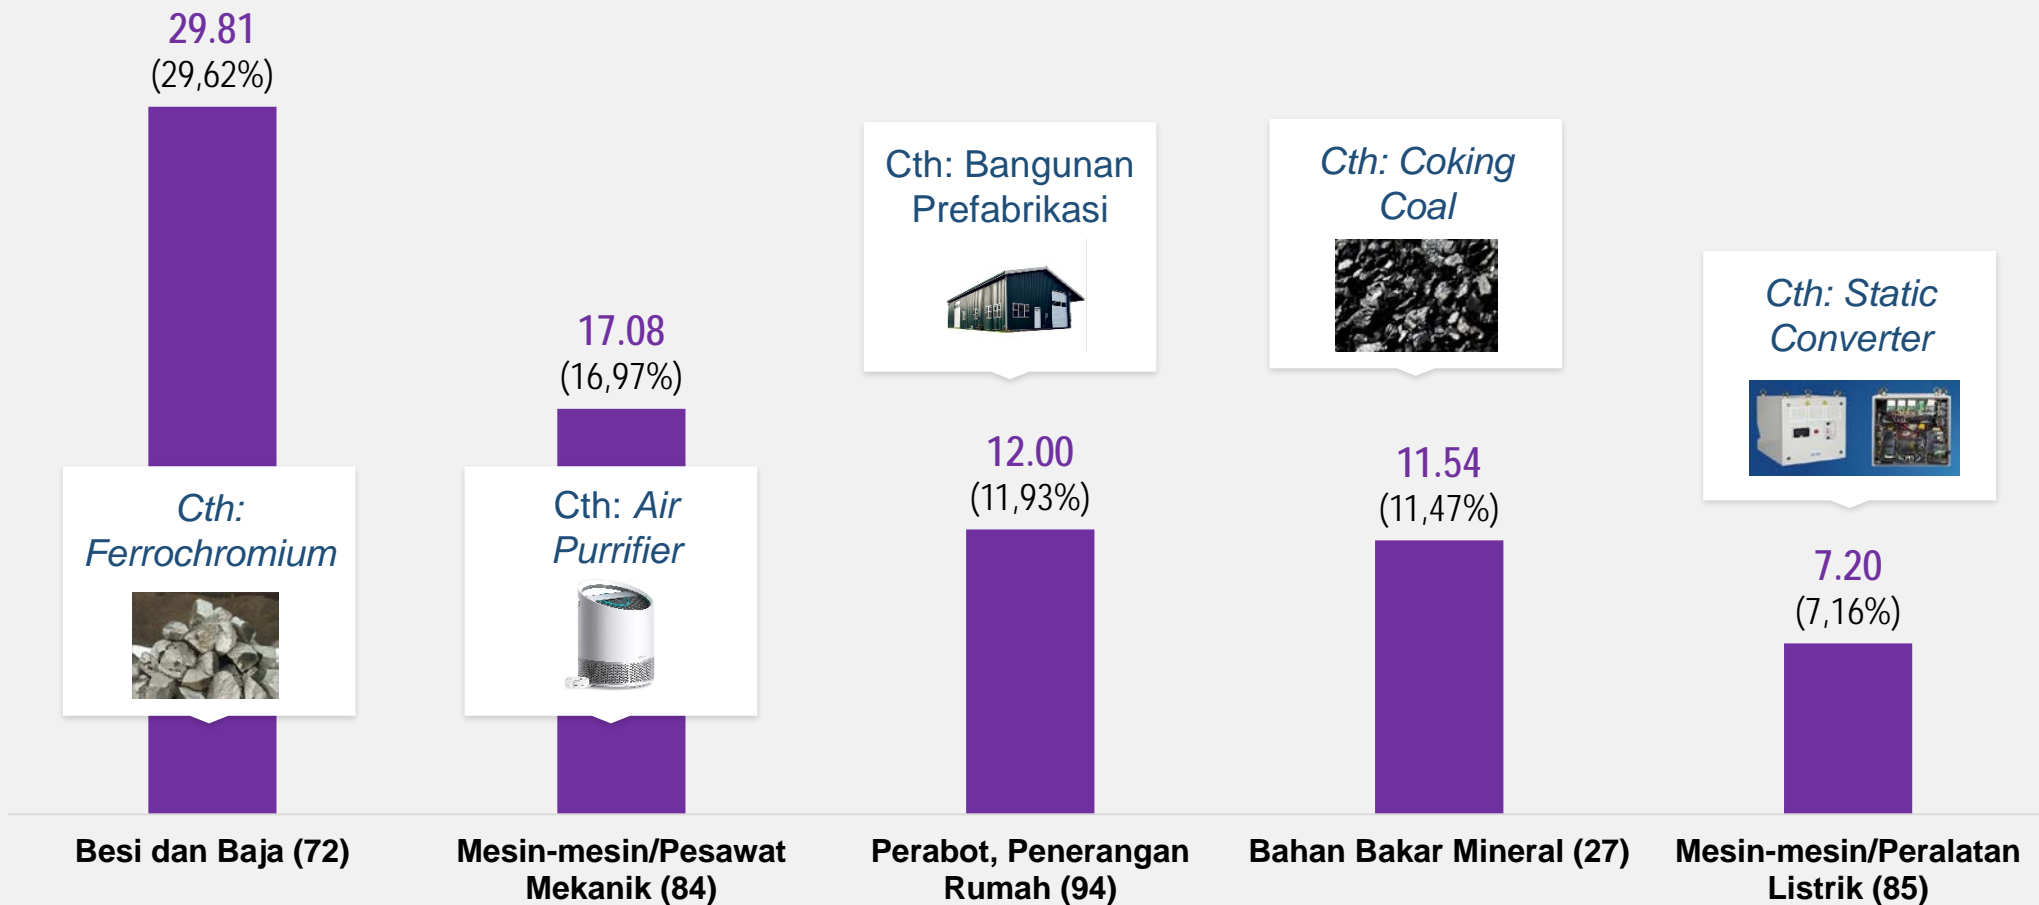 29.81
(29,62%)
Cth:
Ferrochromium
17.08
(16,97%)
Cth: Air
Purrifier
Cth: Bangunan
Prefabrikasi
12.00
(11,93%)
Cth: Coking
Coal
11.54
(11,47%)
Cth: Static
Converter
7.20
(7,16%)
Besi dan Baja (72)
Mesin-mesin/Pesawat
Mekanik (84)
Perabot, Penerangan
Rumah (94)
Bahan Bakar Mineral (27)
Mesin-mesin/Peralatan
Listrik (85)